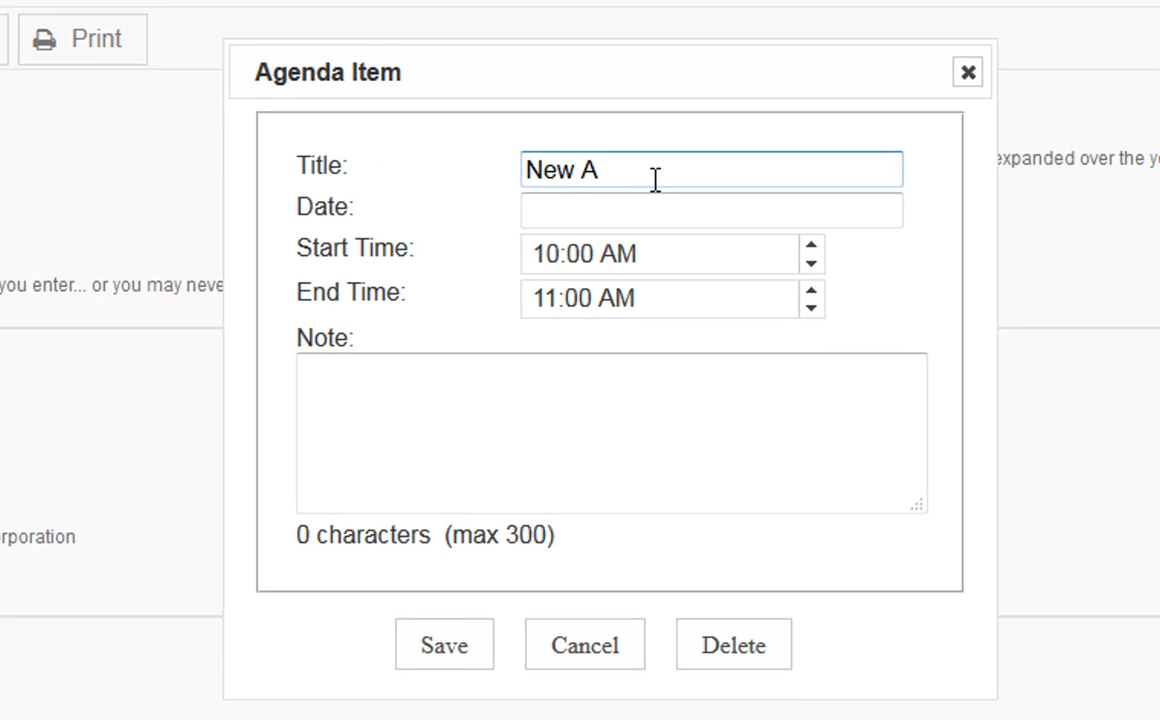 Print
Agenda Item
expanded over the y
Title: New A
Date:
Start Time: 10:00 AM
you enter... or you may neve
End Time: 11:00 AM
Note:
rporation
0 characters (max 300)
Save Cancel Delete